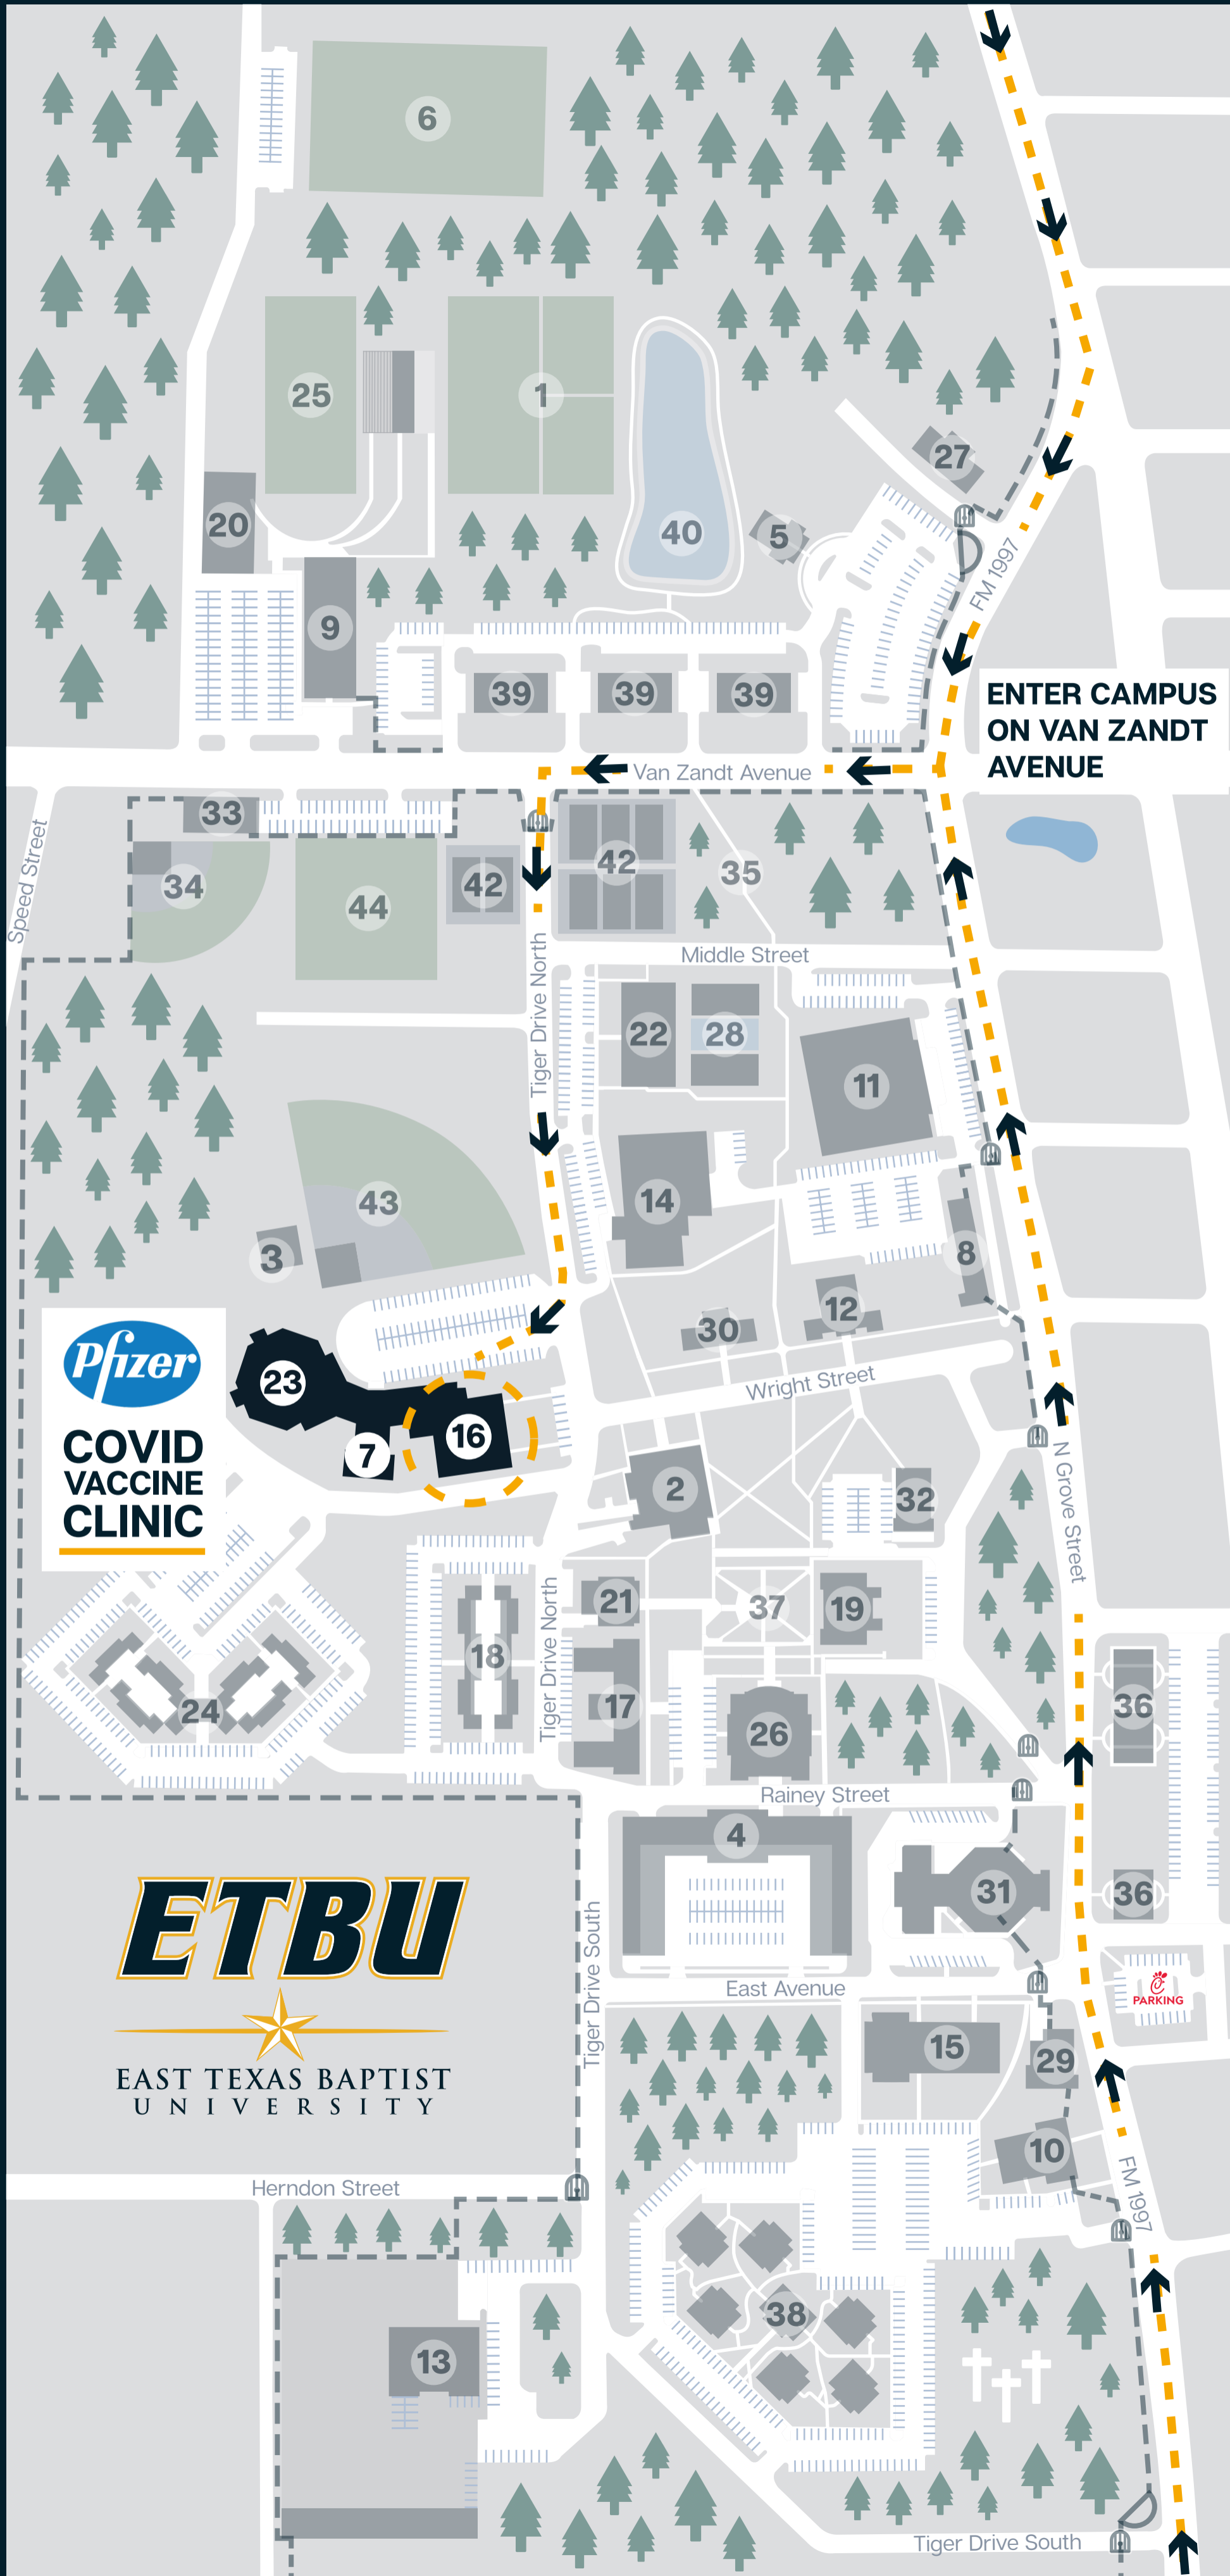 6
25
1
27
20
40
5
9
FM 1997
39
39
39
ENTER CAMPUS
ON VAN ZANDT
AVENUE
Van Zandt Avenue
33
Speed Street
34
44
42
42
35
Middle Street
Tiger Drive North
22
28
11
43
14
3
8
12
30
Pfizer
COVID
VACCINE
CLINIC
23
7
16
Wright Street
2
32
N Grove Street
21
37
19
18
Tiger Drive North
17
24
26
36
Rainey Street
4
31
36
ETBU
EAST TEXAS BAPTIST
UNIVERSITY
Tiger Drive South
East Avenue
PARKING
15
29
10
FM 1997
Herndon Street
38
13
Tiger Drive South